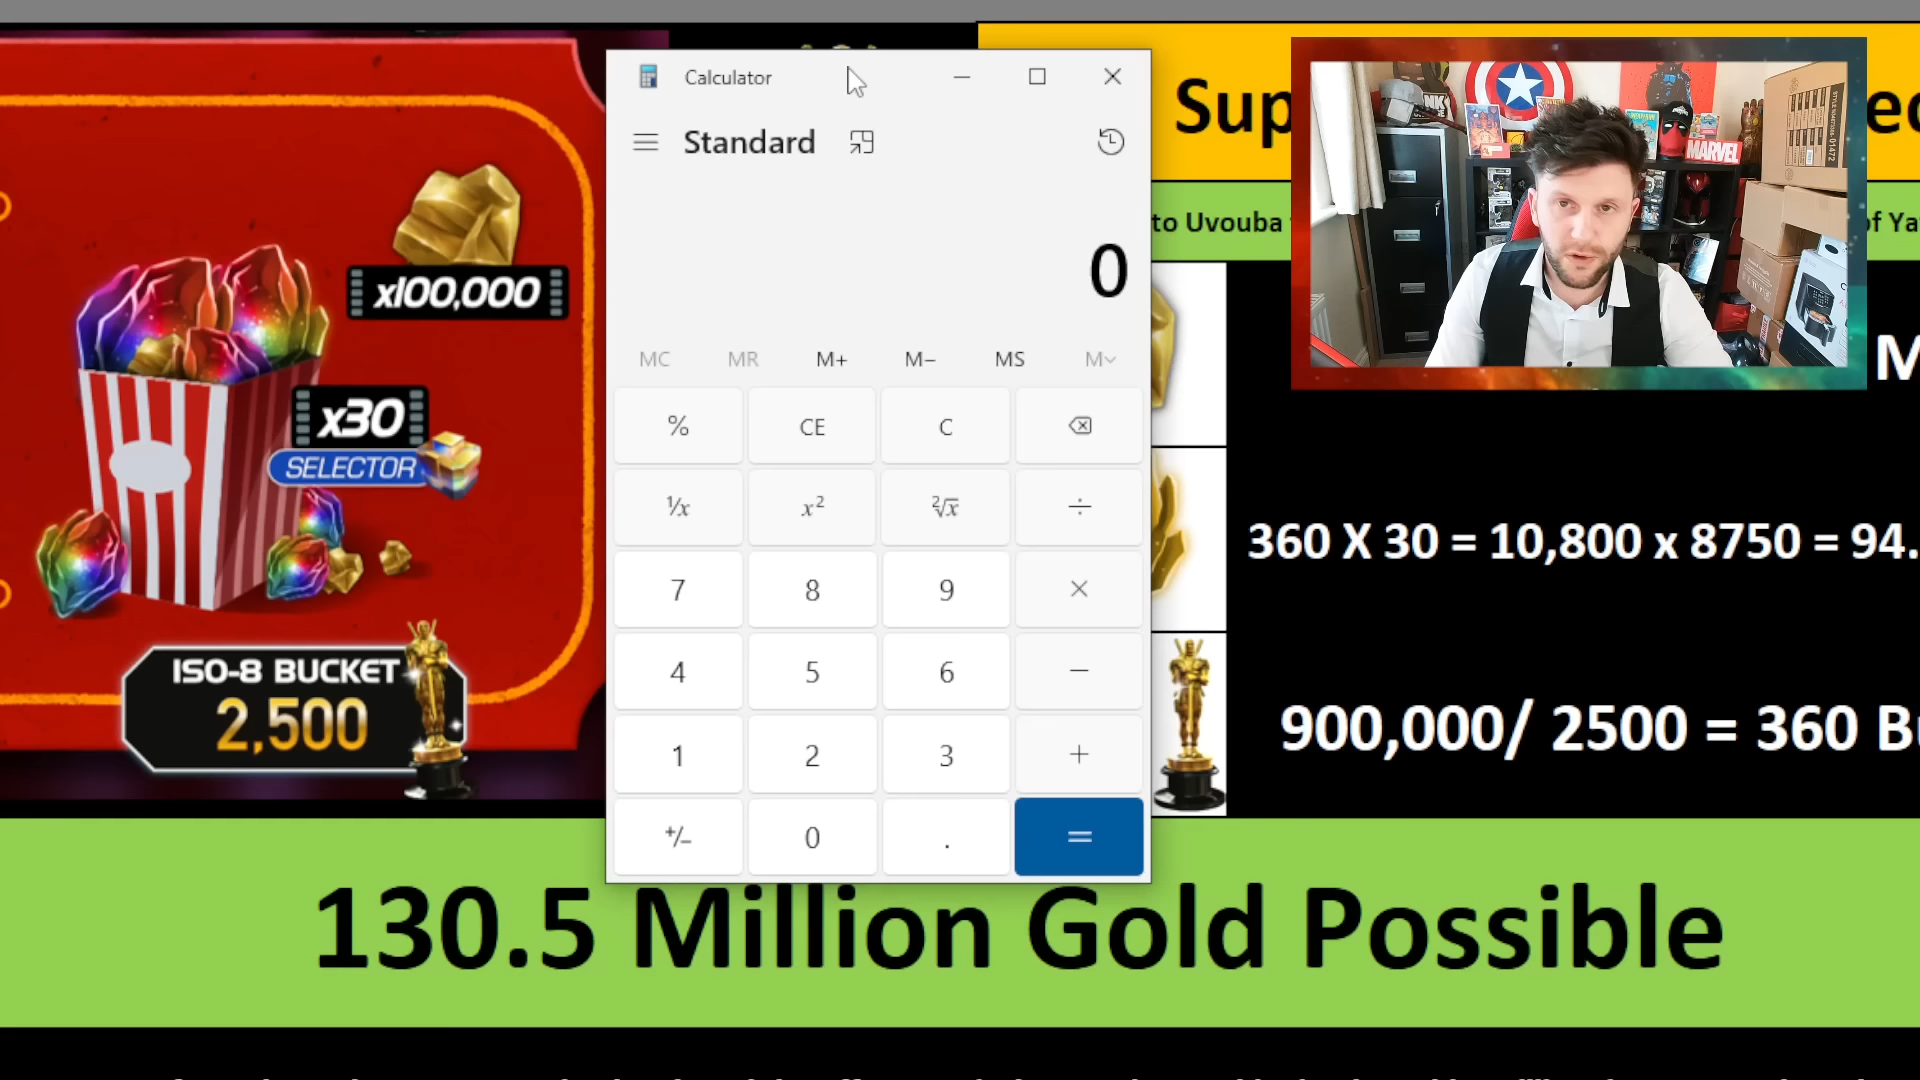 x100,000
x30
SELECTOR
ISO-8 BUCKET
2,500
Calculator
Standard
0
MC MR M+ M− MS M
% CE C
⅟x x² ²√x ÷
7 8 9 ×
4 5 6 −
1 2 3 +
+/− 0 . =
Sup
to Uvouba
of Ya
MARVEL
M
360 X 30 = 10,800 x 8750 = 94.
900,000/ 2500 = 360 B
130.5 Million Gold Possible